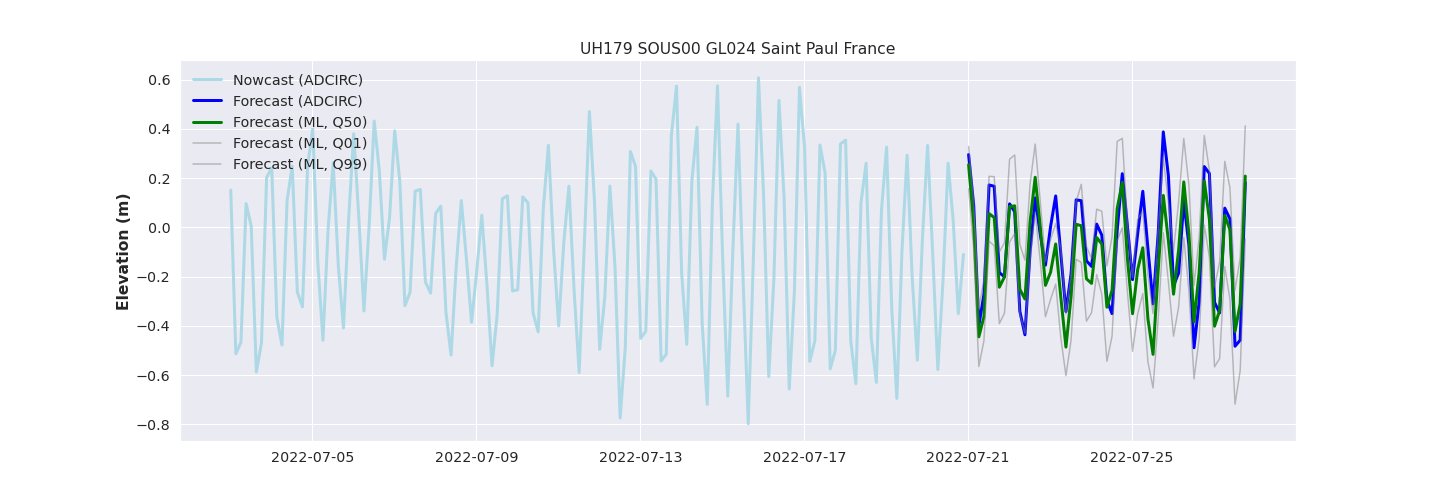 UH179 SOUS00 GL024 Saint Paul France
Nowcast (ADCIRC)
Forecast (ADCIRC)
Forecast (ML, Q50)
Forecast (ML, Q01)
Forecast (ML, Q99)
Elevation (m)
0.6
0.4
0.2
0.0
−0.2
−0.4
−0.6
−0.8
2022-07-05 2022-07-09 2022-07-13 2022-07-17 2022-07-21 2022-07-25